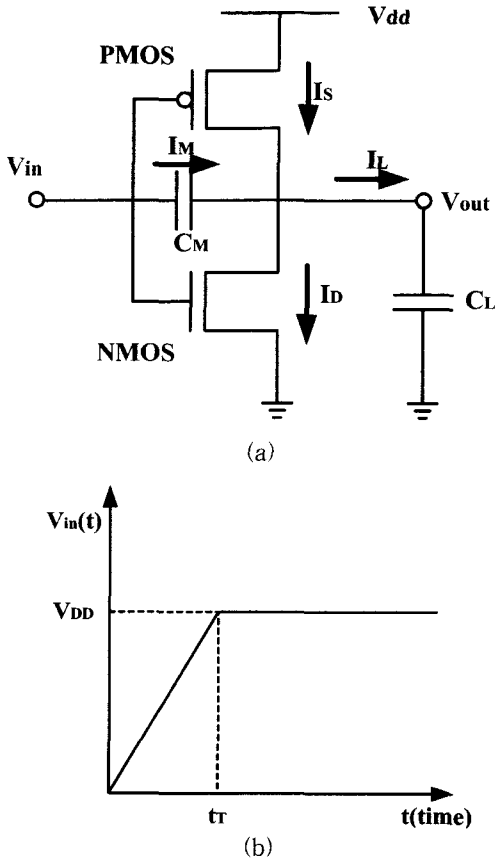 Vdd
PMOS
IS
IM
IL
Vin
Vout
CM
ID
CL
NMOS
(a)
Vin(t)
VDD
tT
t(time)
(b)